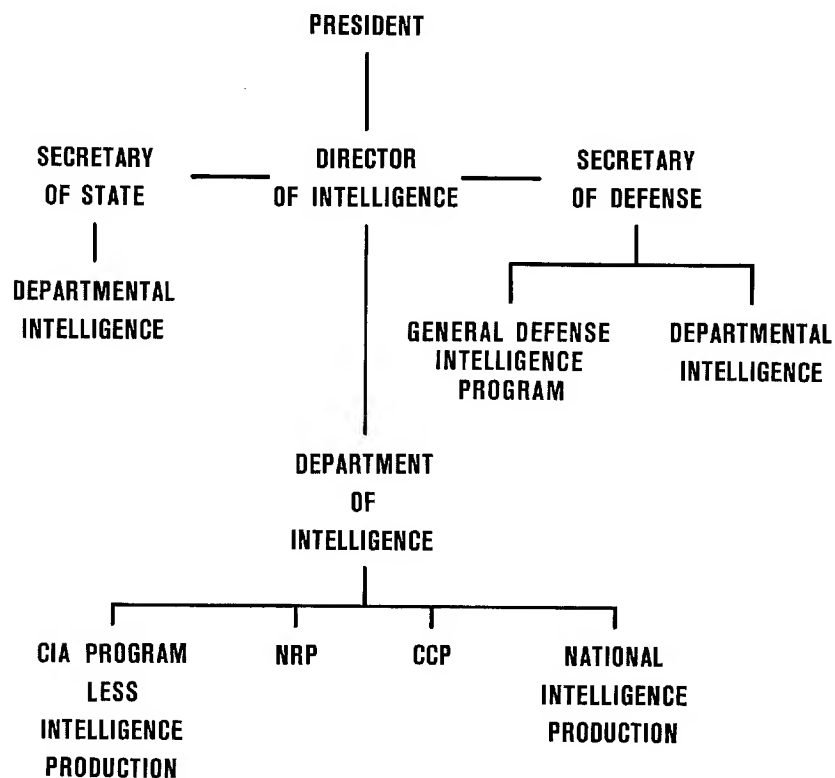 PRESIDENT
SECRETARY
OF STATE
DIRECTOR
OF INTELLIGENCE
SECRETARY
OF DEFENSE
DEPARTMENTAL
INTELLIGENCE
GENERAL DEFENSE
INTELLIGENCE
PROGRAM
DEPARTMENTAL
INTELLIGENCE
DEPARTMENT
OF
INTELLIGENCE
CIA PROGRAM
LESS
INTELLIGENCE
PRODUCTION
NRP
CCP
NATIONAL
INTELLIGENCE
PRODUCTION